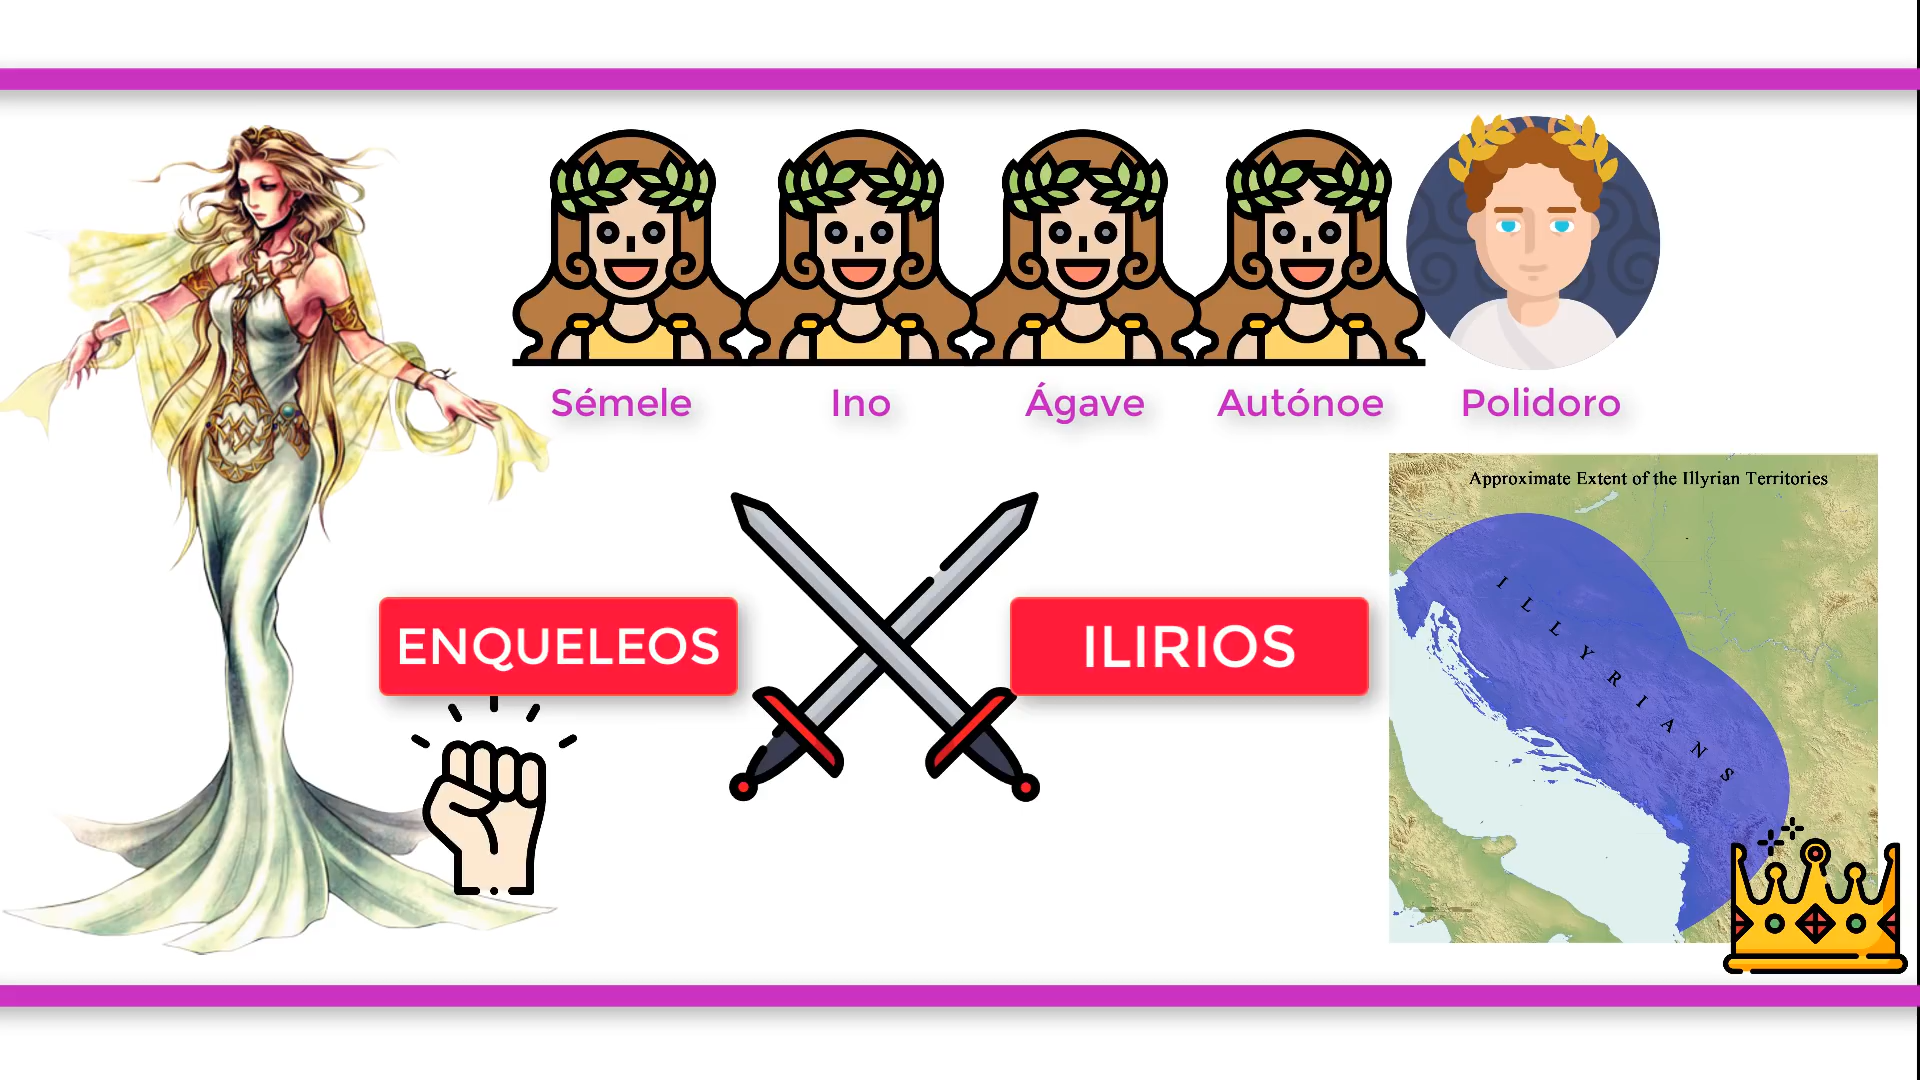 Sémele
Ino
Ágave
Autónoe
Polidoro
Approximate Extent of the Illyrian Territories
ILLYRIANS
ENQUELEOS
ILIRIOS